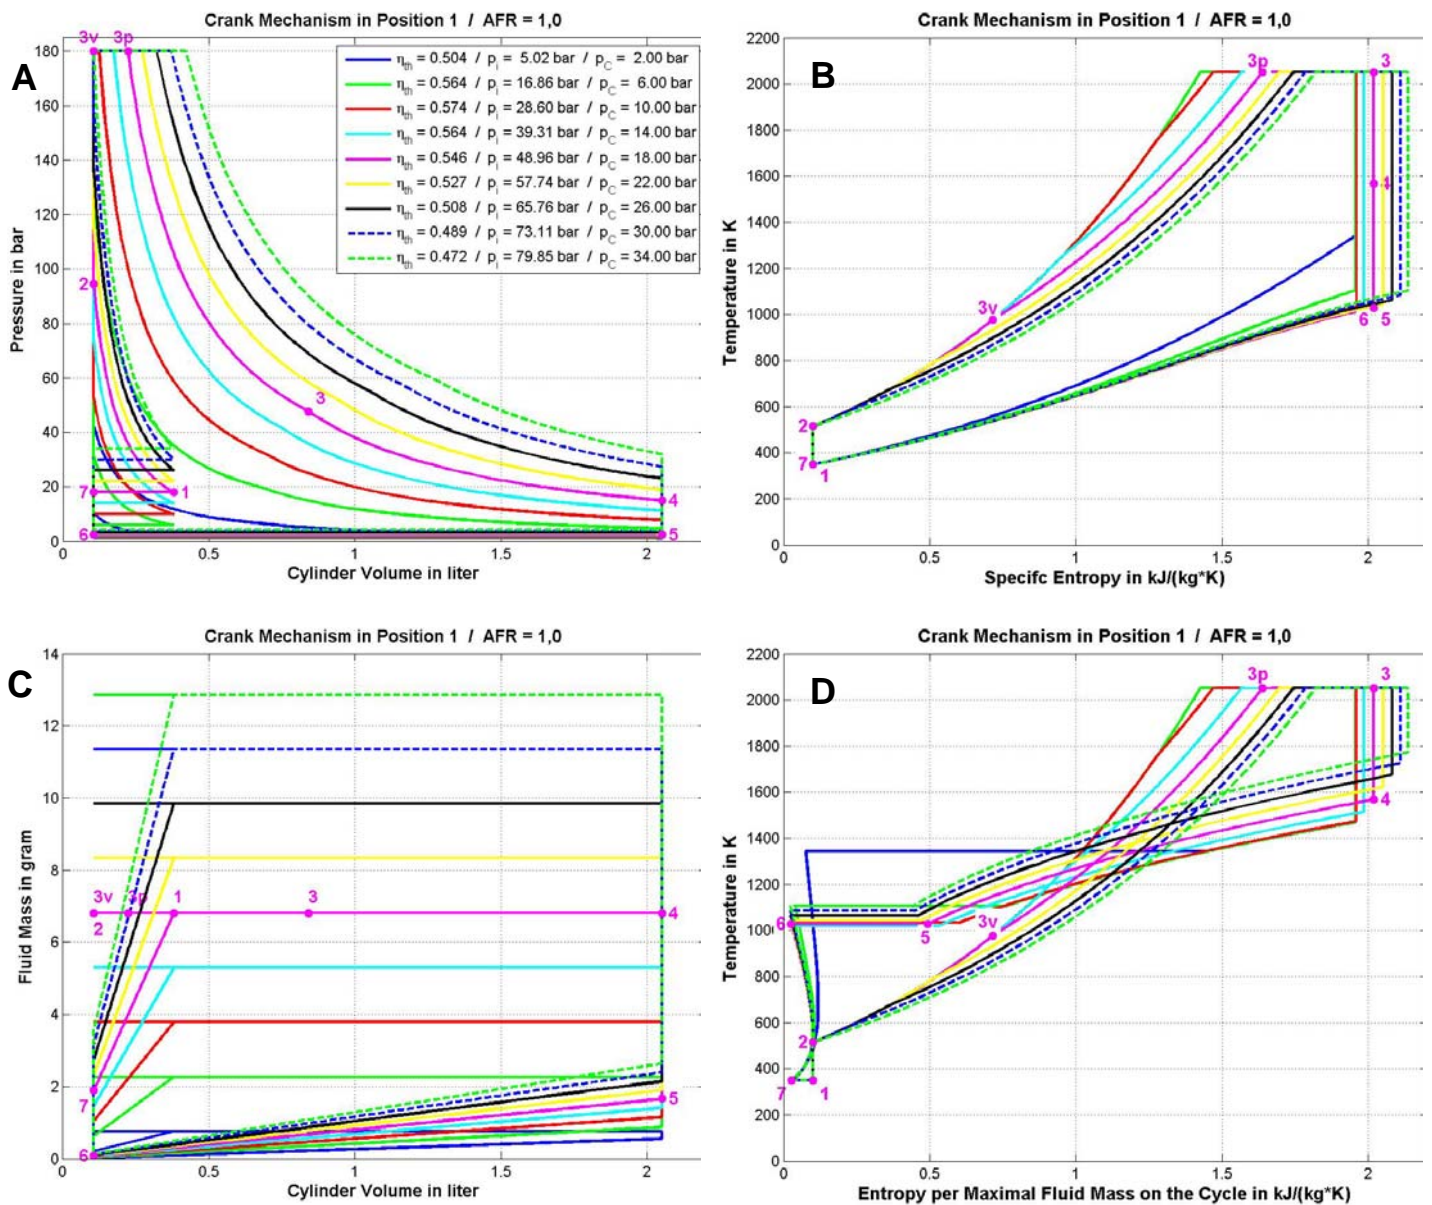 A
Crank Mechanism in Position 1 / AFR = 1,0
Pressure in bar
180
160
140
120
100
80
60
40
20
0
0
0.5
1
1.5
2
Cylinder Volume in liter
3v
3p
2
3
7
1
4
6
5
ηth = 0.504 / pi = 5.02 bar / pC = 2.00 bar
ηth = 0.564 / pi = 16.86 bar / pC = 6.00 bar
ηth = 0.574 / pi = 28.60 bar / pC = 10.00 bar
ηth = 0.564 / pi = 39.31 bar / pC = 14.00 bar
ηth = 0.546 / pi = 48.96 bar / pC = 18.00 bar
ηth = 0.527 / pi = 57.74 bar / pC = 22.00 bar
ηth = 0.508 / pi = 65.76 bar / pC = 26.00 bar
ηth = 0.489 / pi = 73.11 bar / pC = 30.00 bar
ηth = 0.472 / pi = 79.85 bar / pC = 34.00 bar
B
Crank Mechanism in Position 1 / AFR = 1,0
Temperature in K
2200
2000
1800
1600
1400
1200
1000
800
600
400
200
0
0
0.5
1
1.5
2
Specifc Entropy in kJ/(kg*K)
3p
3
4
3v
6
5
2
7
1
C
Crank Mechanism in Position 1 / AFR = 1,0
Fluid Mass in gram
14
12
10
8
6
4
2
0
0
0.5
1
1.5
2
Cylinder Volume in liter
3v
3p
1
3
4
2
7
5
6
D
Crank Mechanism in Position 1 / AFR = 1,0
Temperature in K
2200
2000
1800
1600
1400
1200
1000
800
600
400
200
0
0
0.5
1
1.5
2
Entropy per Maximal Fluid Mass on the Cycle in kJ/(kg*K)
3p
3
4
6
5
3v
2
7
1